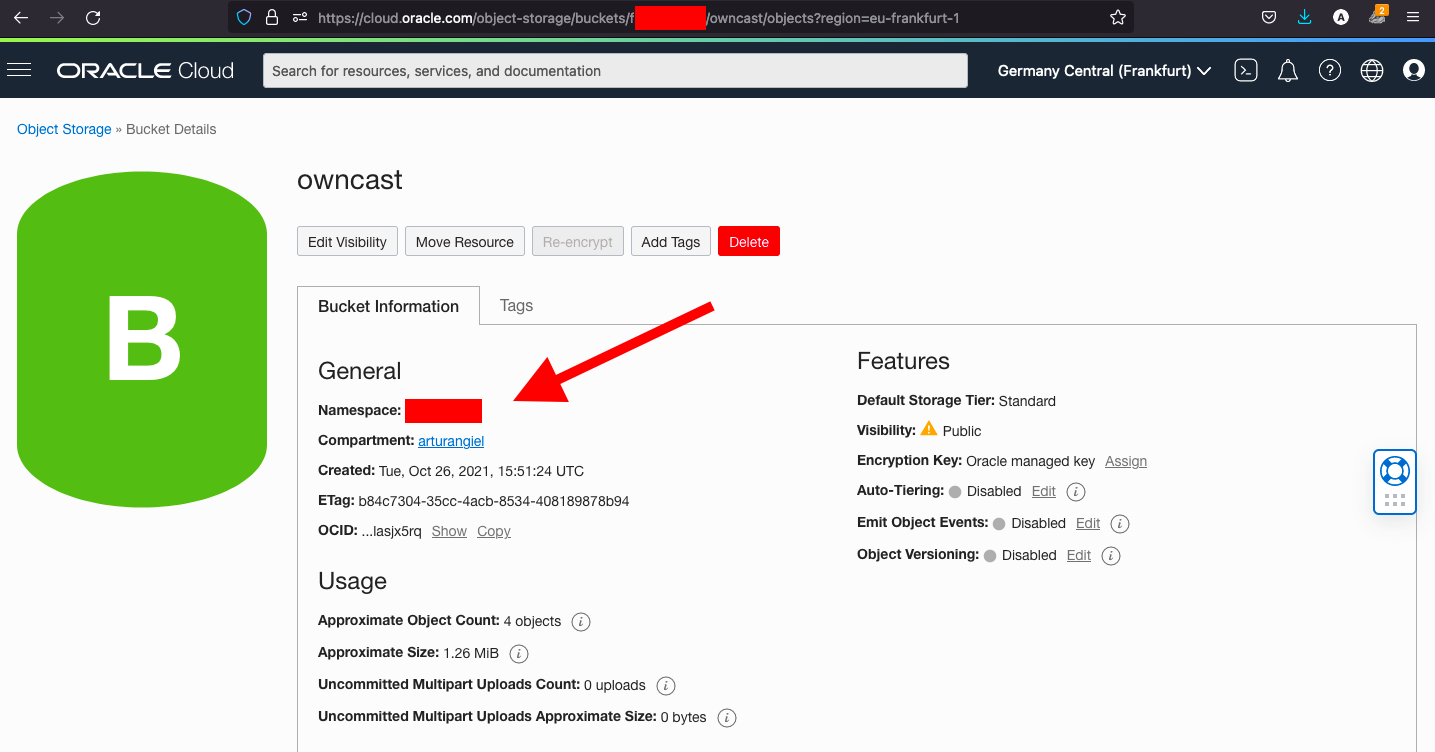 https://cloud.oracle.com/object-storage/buckets/f /owncast/objects?region=eu-frankfurt-1
A
2
ORACLE Cloud
Search for resources, services, and documentation
Germany Central (Frankfurt)
Object Storage » Bucket Details
B
owncast
Edit Visibility Move Resource Re-encrypt Add Tags Delete
Bucket Information Tags
General
Namespace:
Compartment: arturangiel
Created: Tue, Oct 26, 2021, 15:51:24 UTC
ETag: b84c7304-35cc-4acb-8534-408189878b94
OCID: ...lasjx5rq Show Copy
Usage
Approximate Object Count: 4 objects i
Approximate Size: 1.26 MiB i
Uncommitted Multipart Uploads Count: 0 uploads i
Uncommitted Multipart Uploads Approximate Size: 0 bytes i
Features
Default Storage Tier: Standard
Visibility: Public
Encryption Key: Oracle managed key Assign
Auto-Tiering: Disabled Edit i
Emit Object Events: Disabled Edit i
Object Versioning: Disabled Edit i